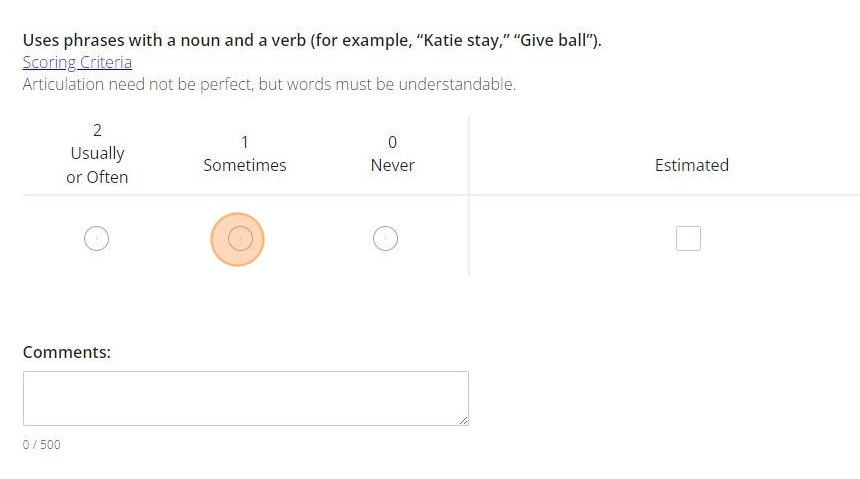 Uses phrases with a noun and a verb (for example, “Katie stay,” “Give ball”).
Scoring Criteria
Articulation need not be perfect, but words must be understandable.
2
Usually
or Often
1
Sometimes
0
Never
Estimated
Comments:
0 / 500